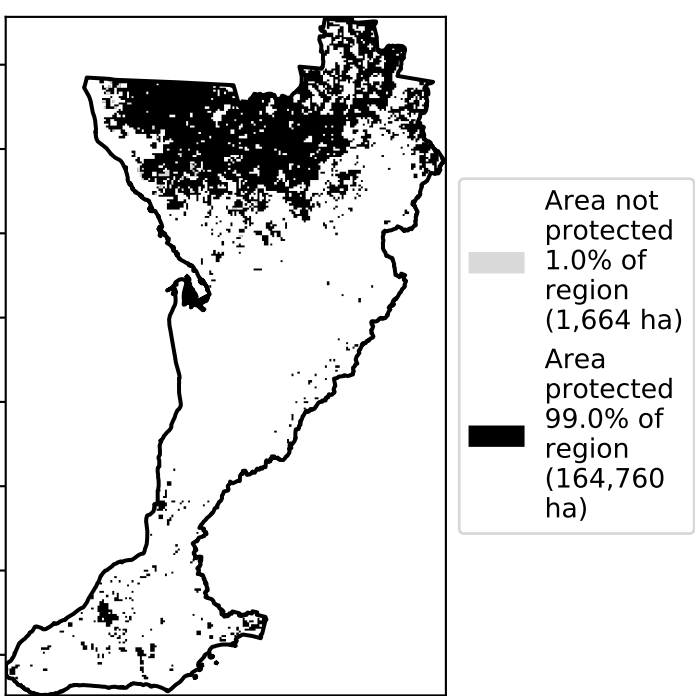 Area not
protected
1.0% of
region
(1,664 ha)
Area
protected
99.0% of
region
(164,760
ha)